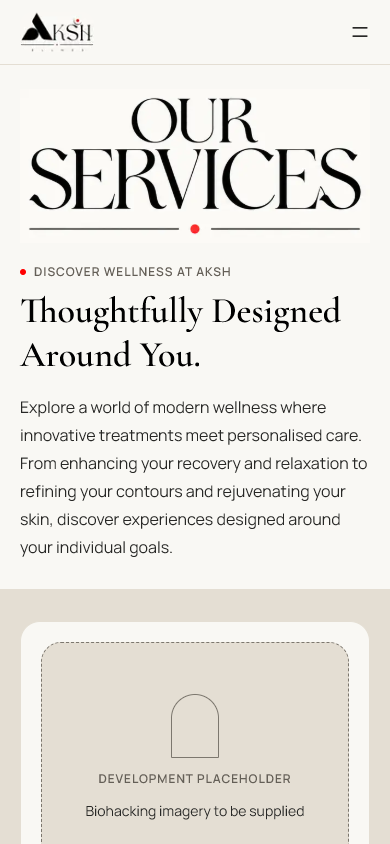 AKSH
OUR
SERVICES
DISCOVER WELLNESS AT AKSH
Thoughtfully Designed
Around You.
Explore a world of modern wellness where
innovative treatments meet personalised care.
From enhancing your recovery and relaxation to
refining your contours and rejuvenating your
skin, discover experiences designed around
your individual goals.
DEVELOPMENT PLACEHOLDER
Biohacking imagery to be supplied